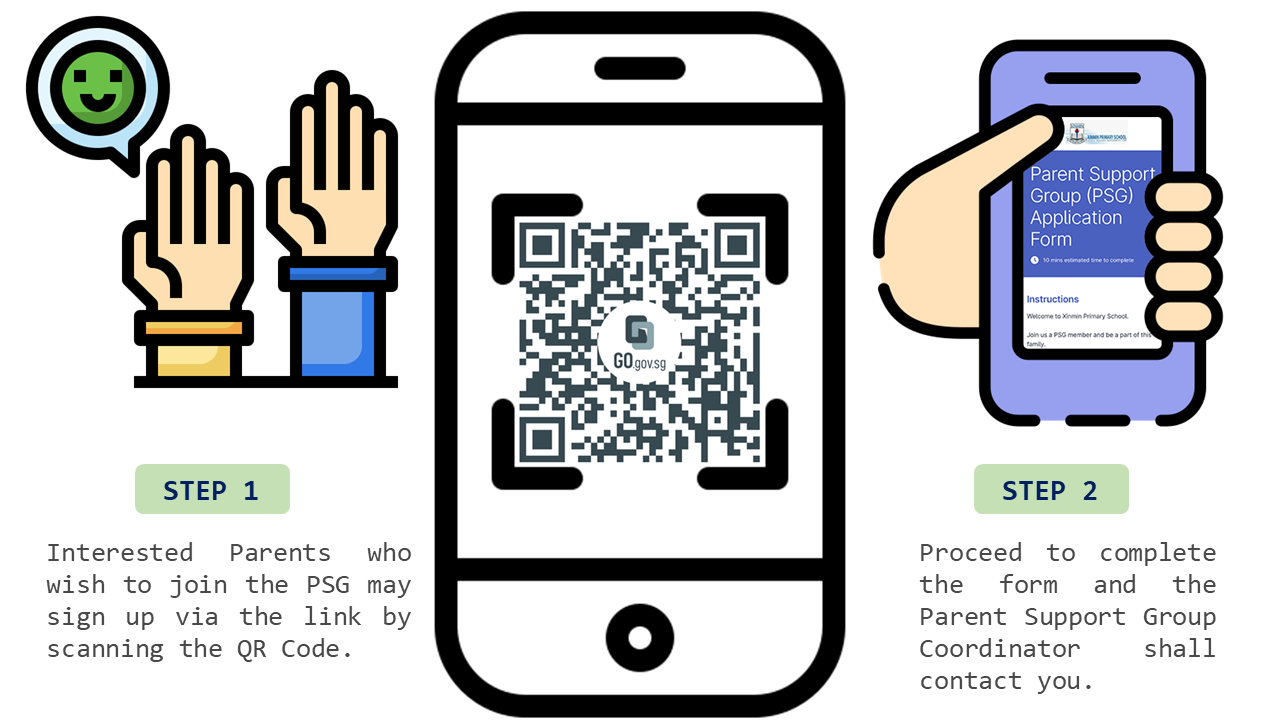 STEP 1
Interested Parents who
wish to join the PSG may
sign up via the link by
scanning the QR Code.
GO.gov.sg
XINMIN PRIMARY SCHOOL
Parent Support
Group (PSG)
Application
Form
10 mins estimated time to complete
Instructions
Welcome to Xinmin Primary School.
Join us a PSG member and be a part of this
family.
STEP 2
Proceed to complete
the form and the
Parent Support Group
Coordinator shall
contact you.